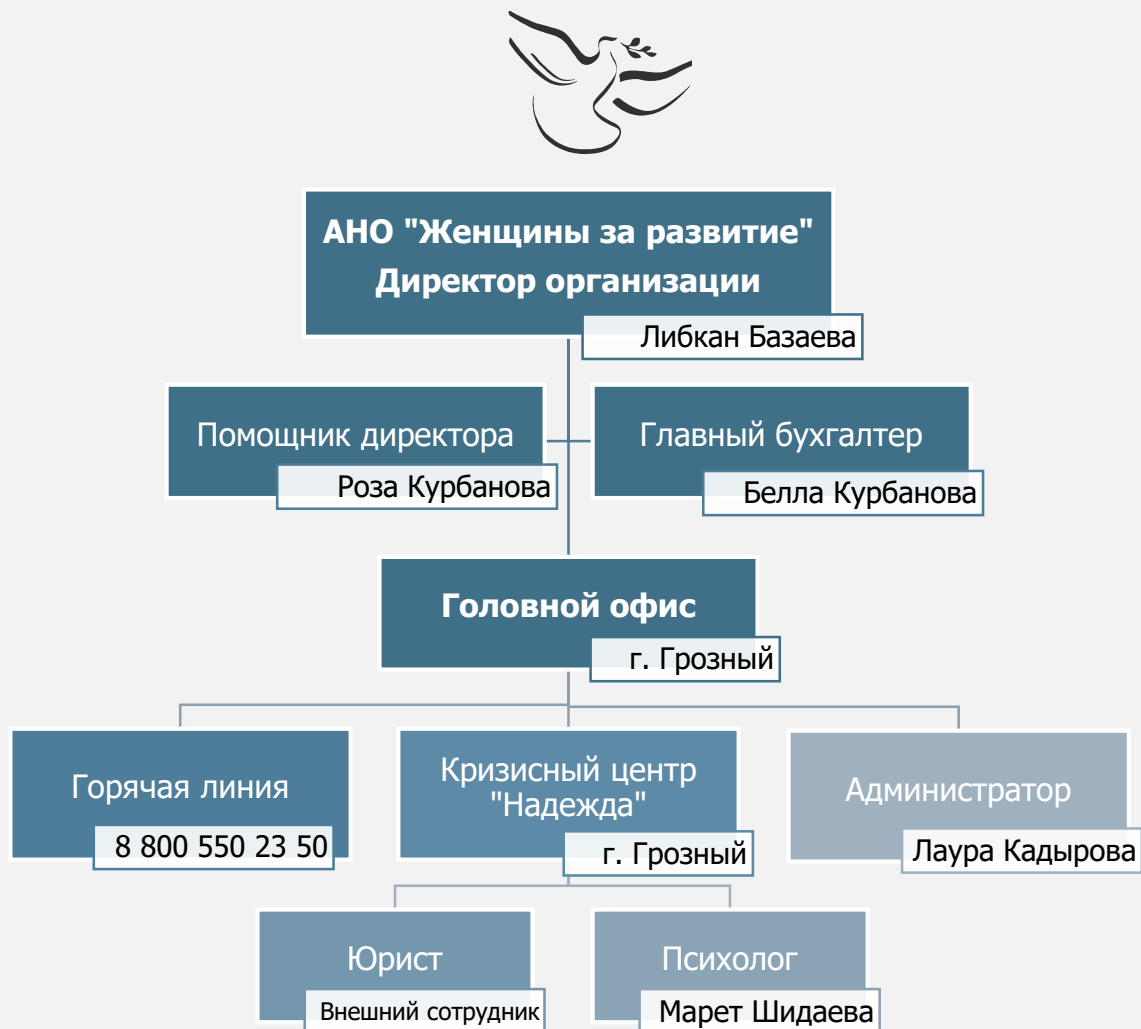 АНО "Женщины за развитие"
Директор организации
Либкан Базаева
Помощник директора
Роза Курбанова
Главный бухгалтер
Белла Курбанова
Головной офис
г. Грозный
Горячая линия
8 800 550 23 50
Кризисный центр
"Надежда"
г. Грозный
Администратор
Лаура Кадырова
Юрист
Внешний сотрудник
Психолог
Марет Шидаева